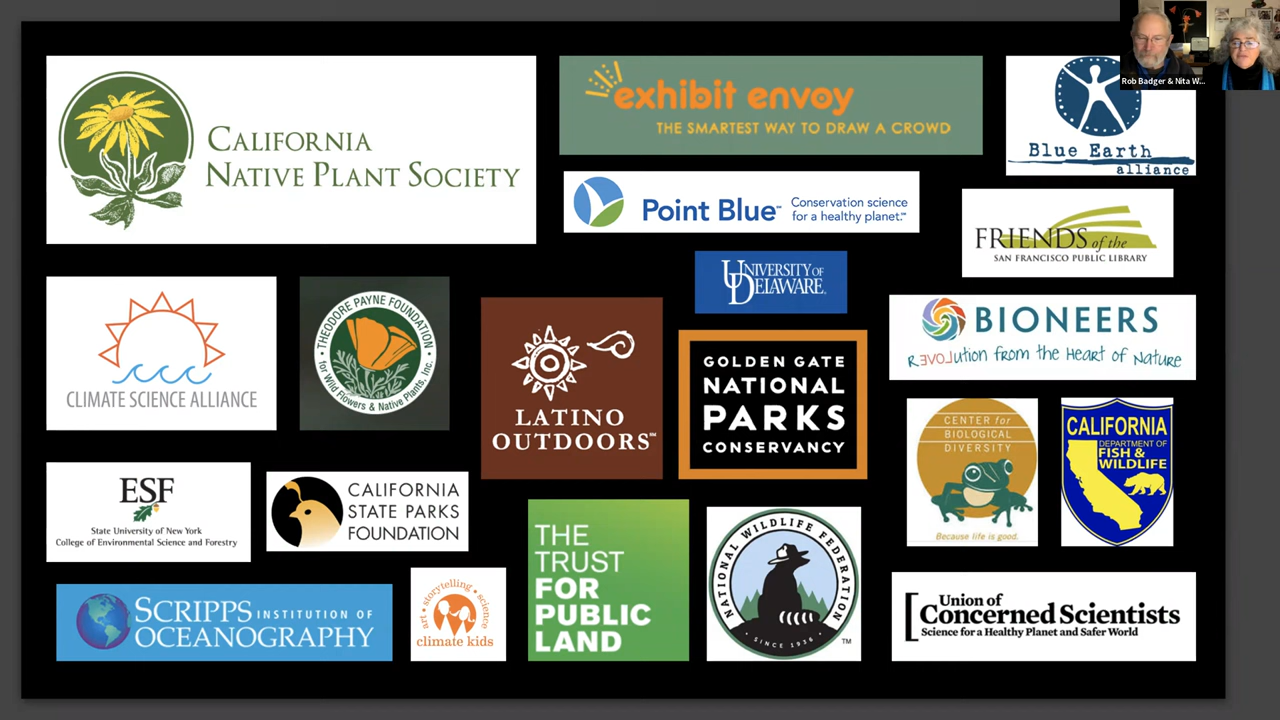 CALIFORNIA
NATIVE PLANT SOCIETY
exhibit envoy
THE SMARTEST WAY TO DRAW A CROWD
Blue Earth
alliance
Rob Badger & Nita W...
Point Blue™
Conservation science
for a healthy planet.™
FRIENDS of the
SAN FRANCISCO PUBLIC LIBRARY
UNIVERSITY OF
DELAWARE
BIONEERS
REVOLution from the Heart of Nature
CLIMATE SCIENCE ALLIANCE
THEODORE PAYNE FOUNDATION
for Wild Flowers & Native Plants, Inc.
LATINO
OUTDOORS℠
GOLDEN GATE
NATIONAL
PARKS
CONSERVANCY
CENTER for
BIOLOGICAL
DIVERSITY
Because life is good.
CALIFORNIA
DEPARTMENT OF
FISH &
WILDLIFE
ESF
State University of New York
College of Environmental Science and Forestry
CALIFORNIA
STATE PARKS
FOUNDATION
THE
TRUST
FOR
PUBLIC
LAND
NATIONAL WILDLIFE FEDERATION
• SINCE 1936 •
™
SCRIPPS INSTITUTION OF
OCEANOGRAPHY
art • storytelling • science
climate kids
Union of
Concerned Scientists
Science for a Healthy Planet and Safer World